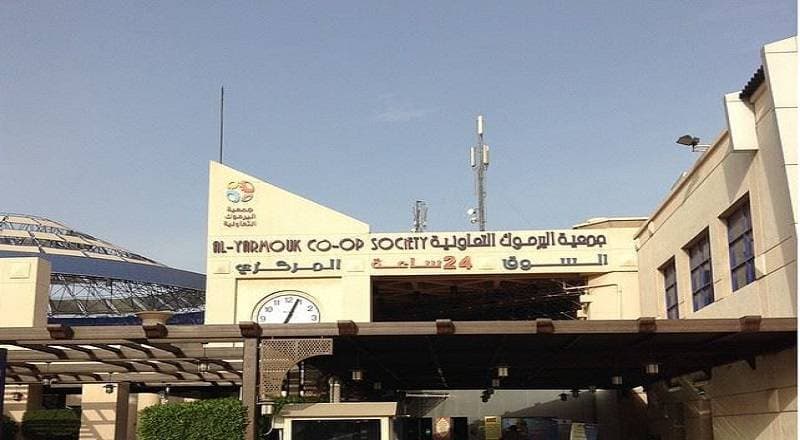 جمعية
اليرموك
التعاونية
AL-YARMOUK CO-OP SOCIETY جمعية اليرموك التعاونية
السوق 24 ساعة المركزي